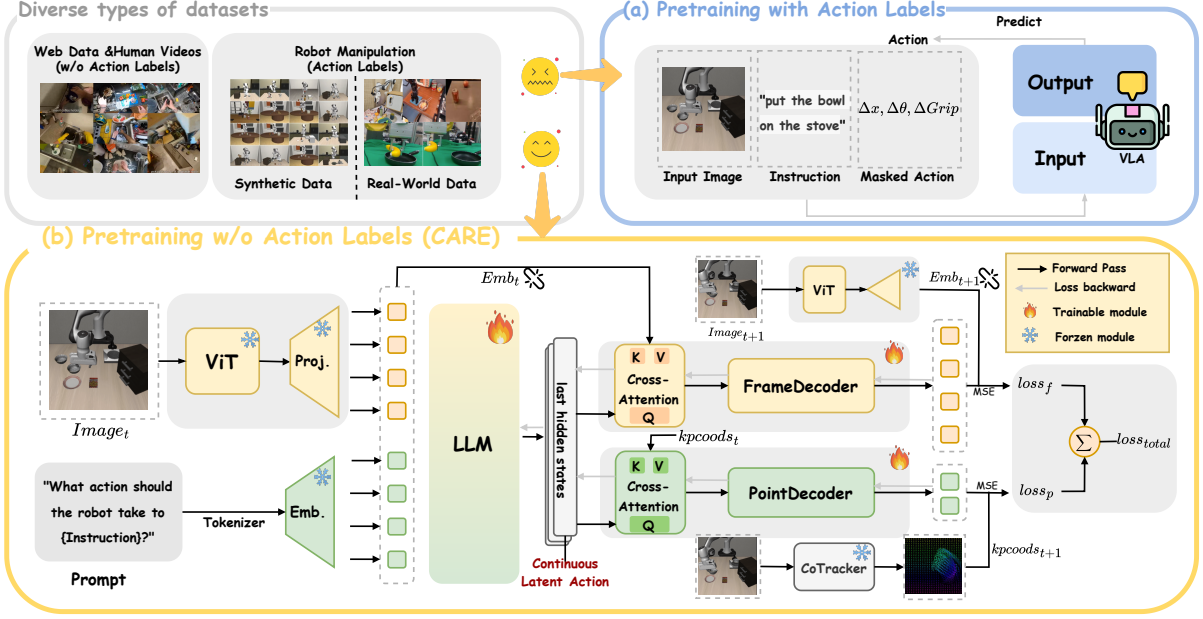 Diverse types of datasets
Web Data &Human Videos
(w/o Action Labels)
Robot Manipulation
(Action Labels)
Synthetic Data
Real-World Data
(a) Pretraining with Action Labels
Predict
Action
"put the bowl
on the stove"
Δx, Δθ, ΔGrip
Input Image
Instruction
Masked Action
Output
Input
VLA
(b) Pretraining w/o Action Labels (CARE)
Image_t
ViT
Proj.
"What action should
the robot take to
{Instruction}?"
Prompt
Tokenizer
Emb.
LLM
last hidden states
Continuous
Latent Action
Emb_t
K V
Cross-
Attention
Q
FrameDecoder
kpcoods_t
K V
Cross-
Attention
Q
PointDecoder
Image_{t+1}
ViT
Emb_{t+1}
MSE
MSE
CoTracker
kpcoods_{t+1}
Forward Pass
Loss backward
Trainable module
Forzen module
loss_f
∑
loss_{total}
loss_p